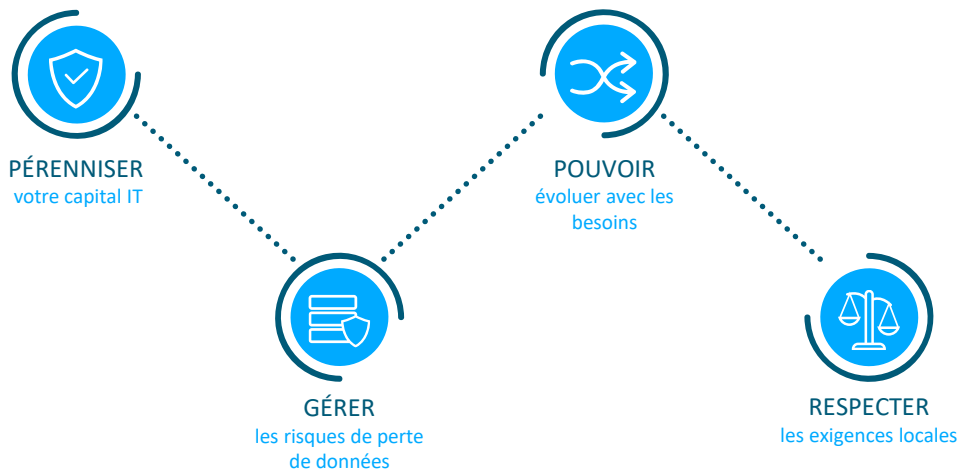 PÉRENNISER
votre capital IT
GÉRER
les risques de perte
de données
POUVOIR
évoluer avec les
besoins
RESPECTER
les exigences locales